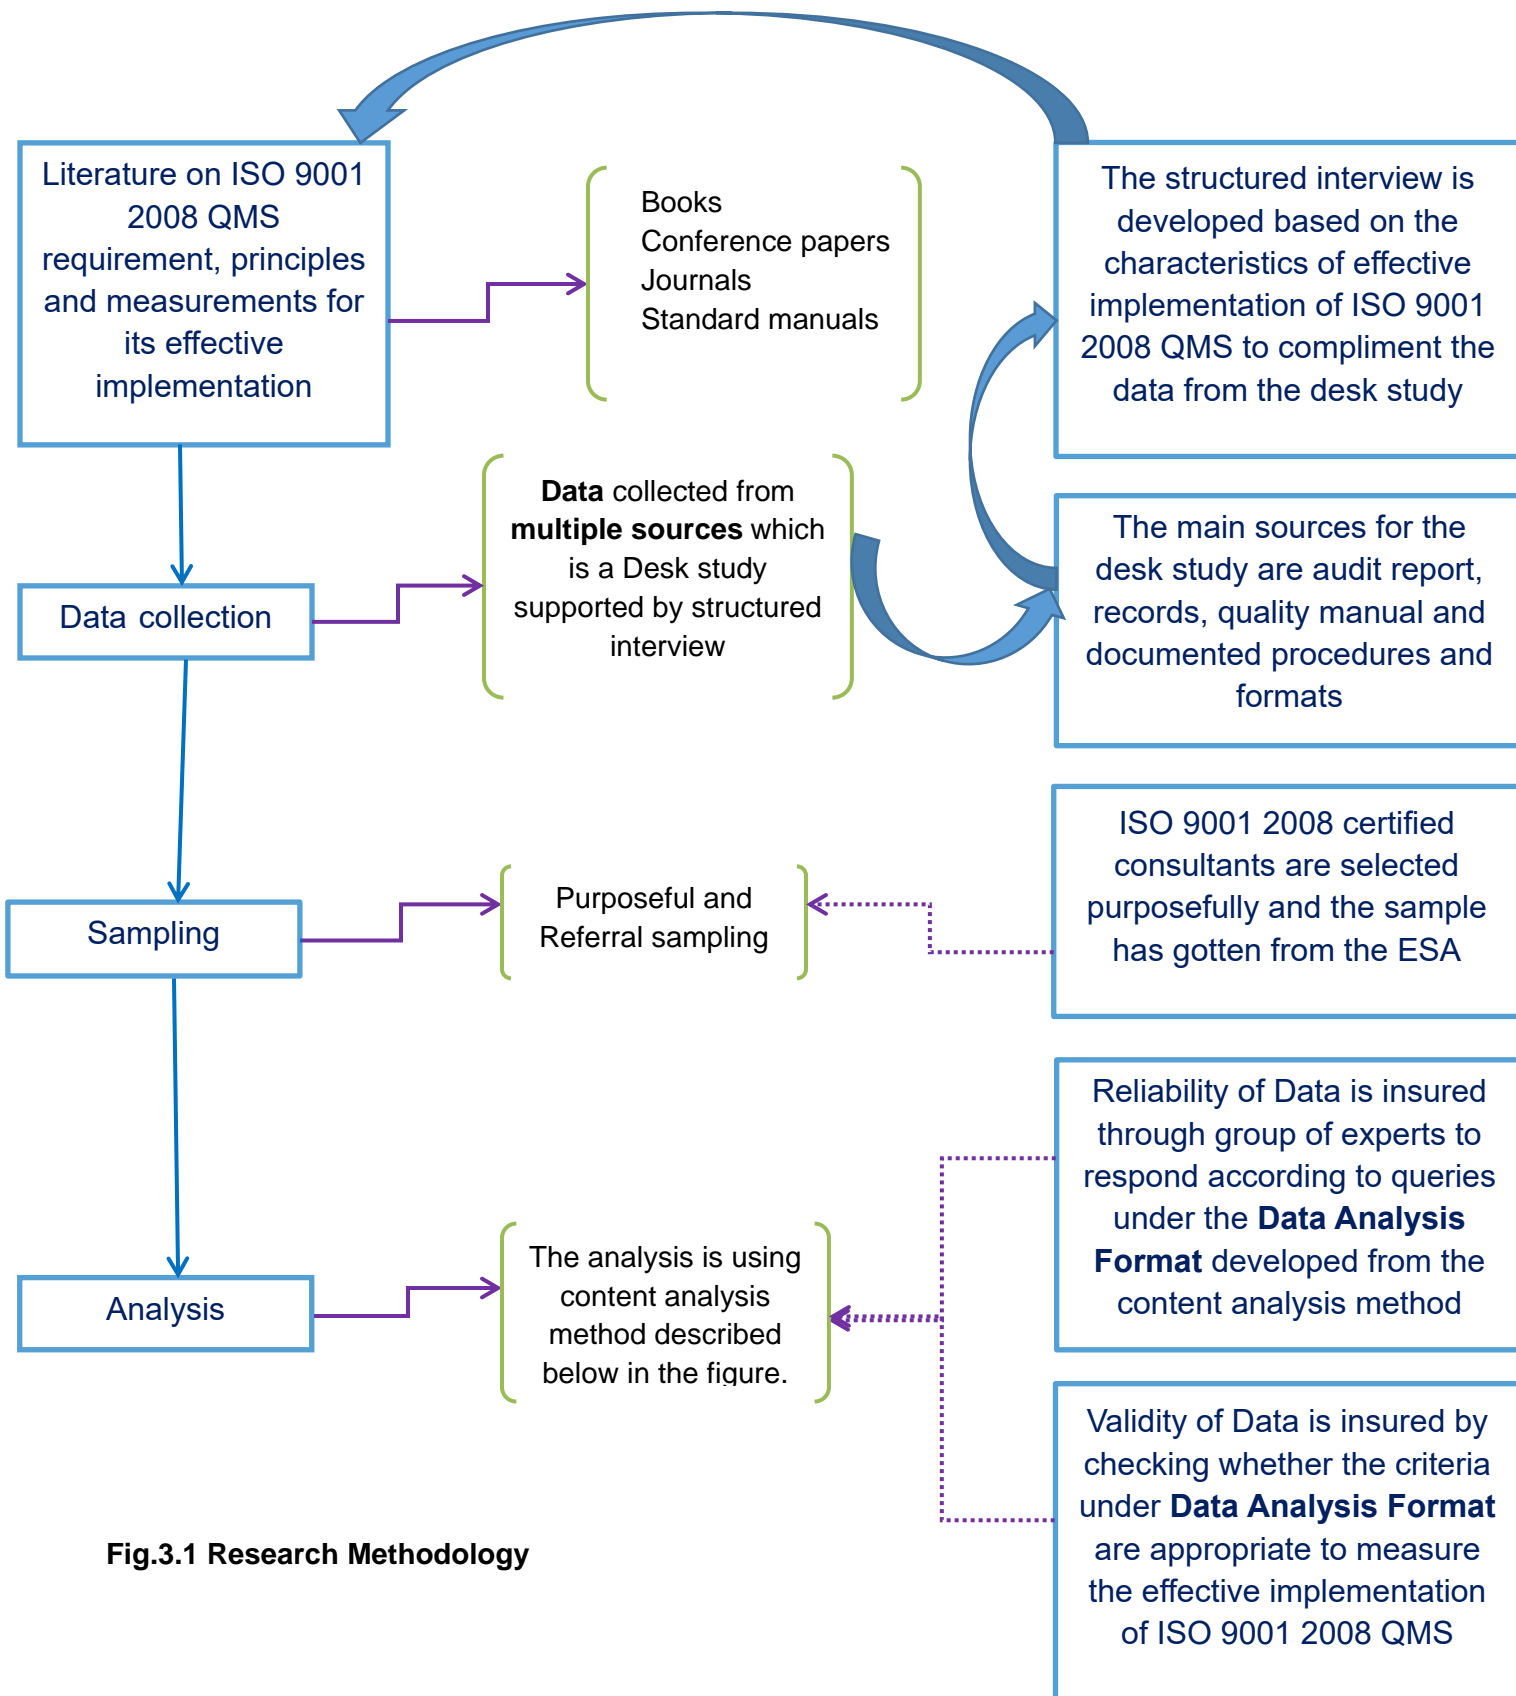 Literature on ISO 9001
2008 QMS
requirement, principles
and measurements for
its effective
implementation
Books
Conference papers
Journals
Standard manuals
The structured interview is
developed based on the
characteristics of effective
implementation of ISO 9001
2008 QMS to compliment the
data from the desk study
Data collection
Data collected from
multiple sources which
is a Desk study
supported by structured
interview
The main sources for the
desk study are audit report,
records, quality manual and
documented procedures and
formats
Sampling
Purposeful and
Referral sampling
ISO 9001 2008 certified
consultants are selected
purposefully and the sample
has gotten from the ESA
Analysis
The analysis is using
content analysis
method described
below in the figure.
Reliability of Data is insured
through group of experts to
respond according to queries
under the Data Analysis
Format developed from the
content analysis method
Validity of Data is insured by
checking whether the criteria
under Data Analysis Format
are appropriate to measure
the effective implementation
of ISO 9001 2008 QMS
Fig.3.1 Research Methodology